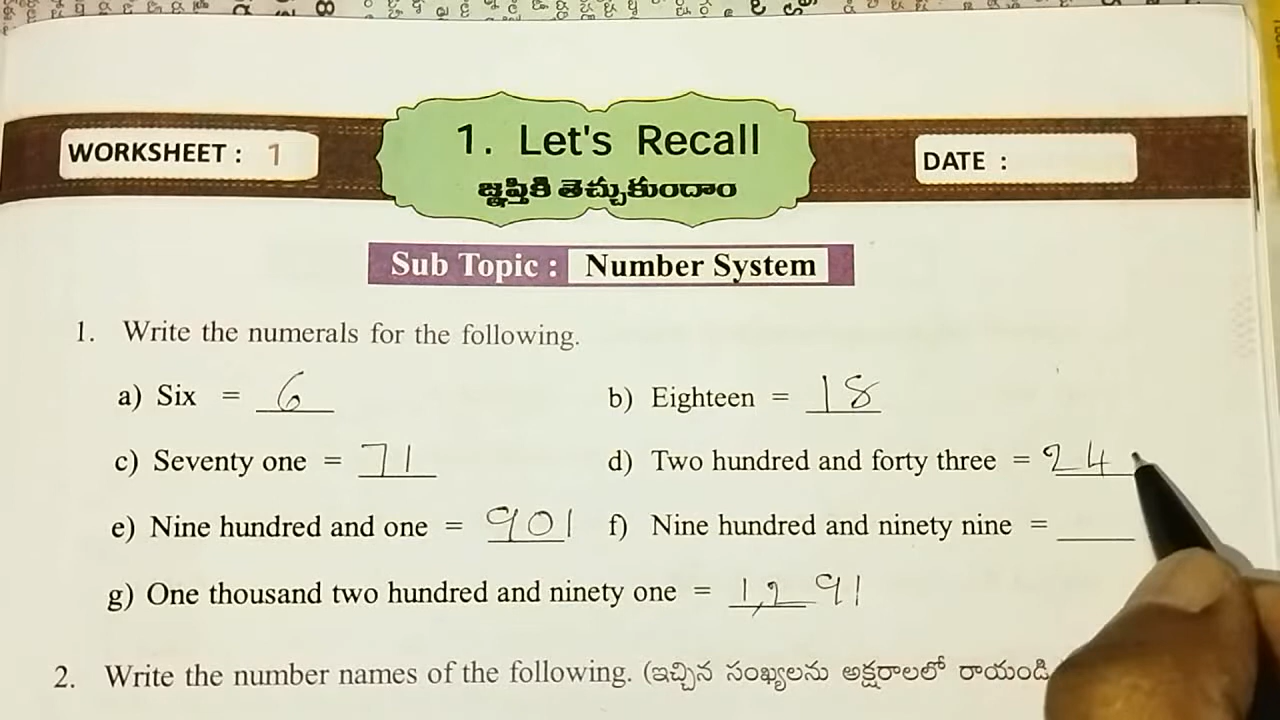 WORKSHEET : 1
1. Let's Recall
జ్ఞప్తికి తెచ్చుకుందాం
DATE :
Sub Topic : Number System
1. Write the numerals for the following.
a) Six = 6 b) Eighteen = 18
c) Seventy one = 71 d) Two hundred and forty three = 24
e) Nine hundred and one = 901 f) Nine hundred and ninety nine = ____
g) One thousand two hundred and ninety one = 1,291
2. Write the number names of the following. (ఇచ్చిన సంఖ్యలను అక్షరాలలో రాయండి